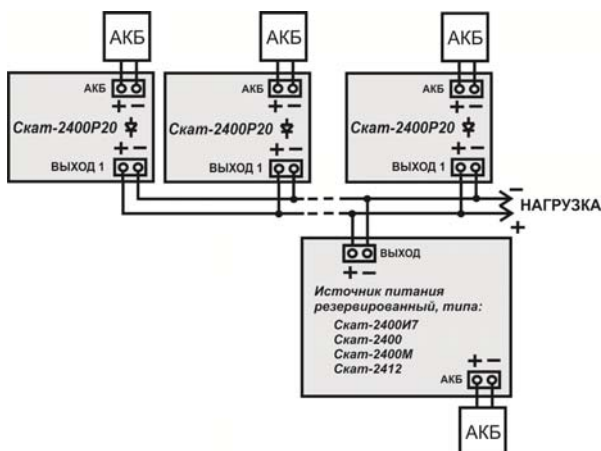 АКБ АКБ АКБ
АКБ АКБ АКБ
+ − + − + −
Скат-2400Р20 Скат-2400Р20 Скат-2400Р20
+ − + − + −
ВЫХОД 1 ВЫХОД 1 ВЫХОД 1
−
НАГРУЗКА
+
ВЫХОД
+ −
Источник питания
резервированный, типа:
Скат-2400И7
Скат-2400
Скат-2400М
Скат-2412
+ −
АКБ
АКБ